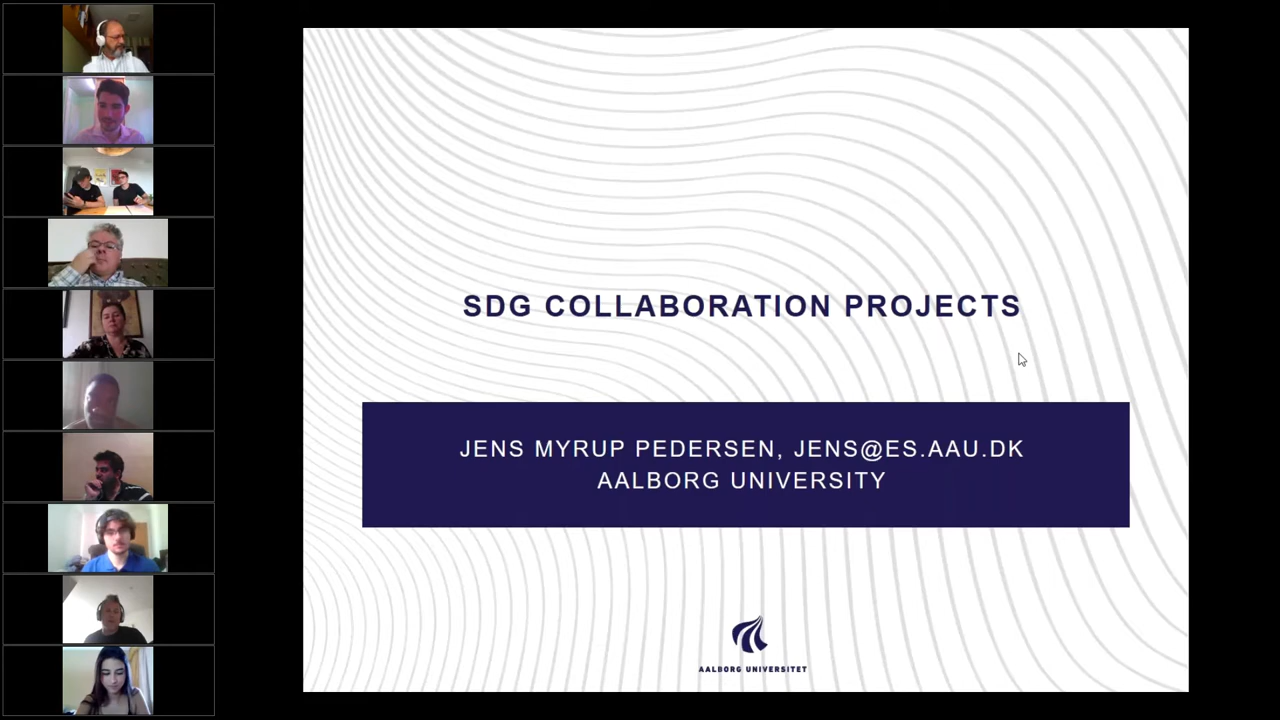 SDG COLLABORATION PROJECTS
JENS MYRUP PEDERSEN, JENS@ES.AAU.DK
AALBORG UNIVERSITY
AALBORG UNIVERSITET